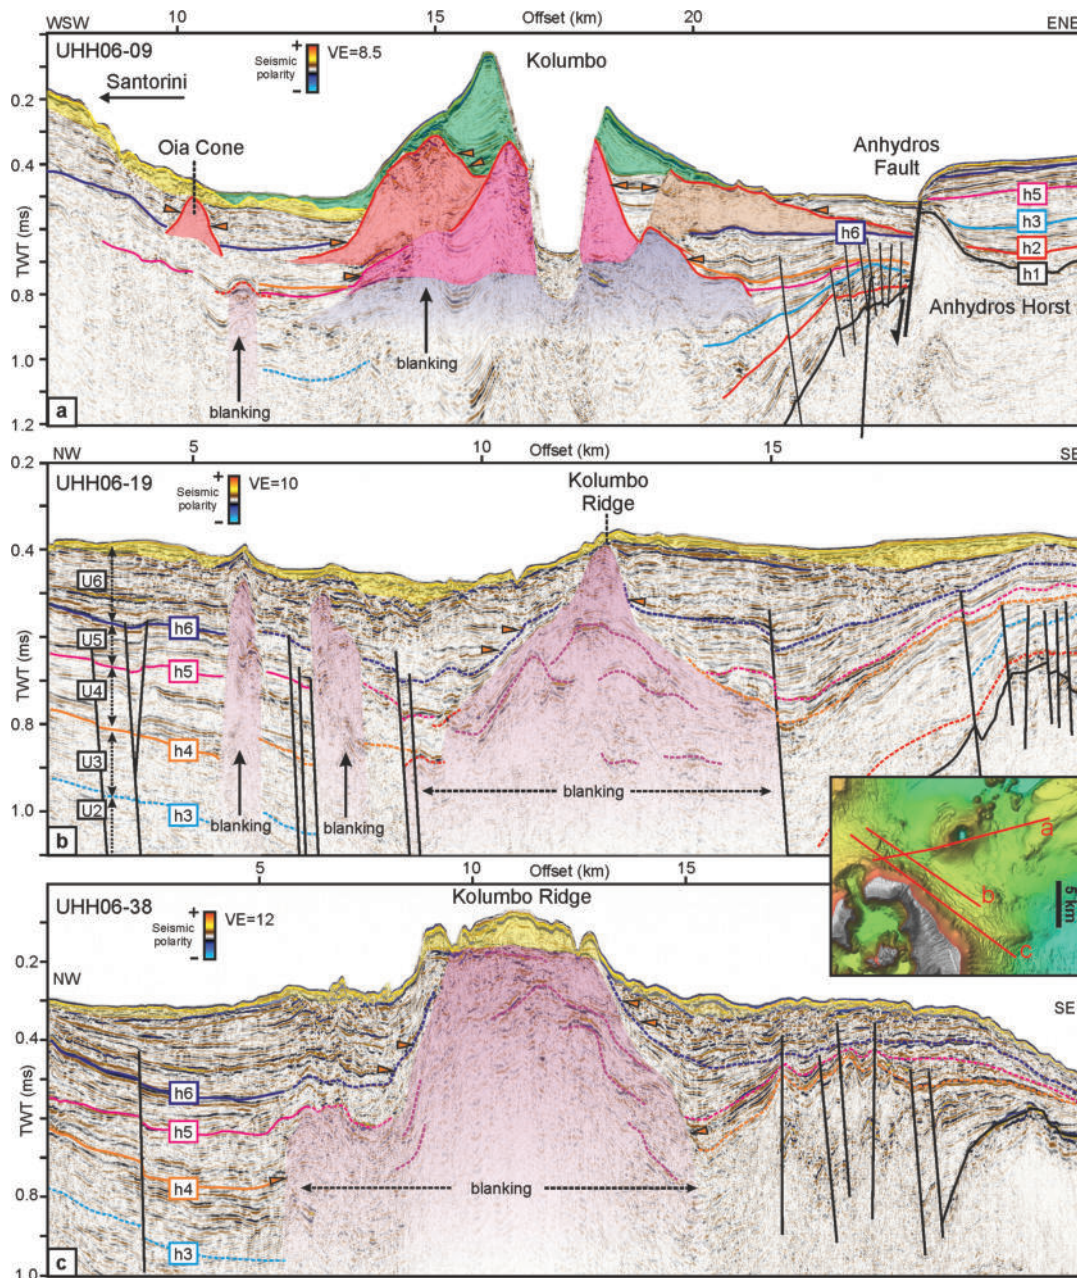 WSW 10 15 Offset (km) 20 ENE
UHH06-09
+
Seismic
polarity
-
VE=8.5
Kolumbo
Santorini
Oia Cone
Anhydros
Fault
0.2
0.4
0.6
0.8
1.0
1.2
TWT (ms)
h6
h5
h3
h2
h1
Anhydros Horst
blanking
blanking
a
NW 5 10 Offset (km) 15 SE
0.2
0.4
0.6
0.8
1.0
TWT (ms)
UHH06-19
+
Seismic
polarity
-
VE=10
Kolumbo
Ridge
U6
U5
U4
U3
U2
h6
h5
h4
h3
blanking
blanking
blanking
b
a
b
c
5 km
5 Offset (km) 10 15
UHH06-38
+
Seismic
polarity
-
VE=12
Kolumbo Ridge
NW
SE
0.2
0.4
0.6
0.8
1.0
TWT (ms)
h6
h5
h4
h3
blanking
c